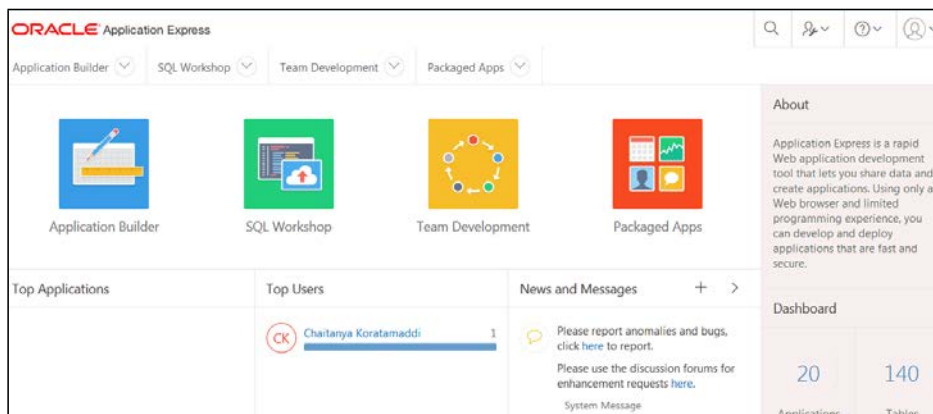 ORACLE Application Express
Application Builder
SQL Workshop
Team Development
Packaged Apps
Application Builder
SQL Workshop
Team Development
Packaged Apps
Top Applications
Top Users
CK
Chaitanya Koratamaddi
1
News and Messages
Please report anomalies and bugs,
click here to report.
Please use the discussion forums for
enhancement requests here.
System Message
About
Application Express is a rapid
Web application development
tool that lets you share data and
create applications. Using only a
Web browser and limited
programming experience, you
can develop and deploy
applications that are fast and
secure.
Dashboard
20
140
Applications
Tables